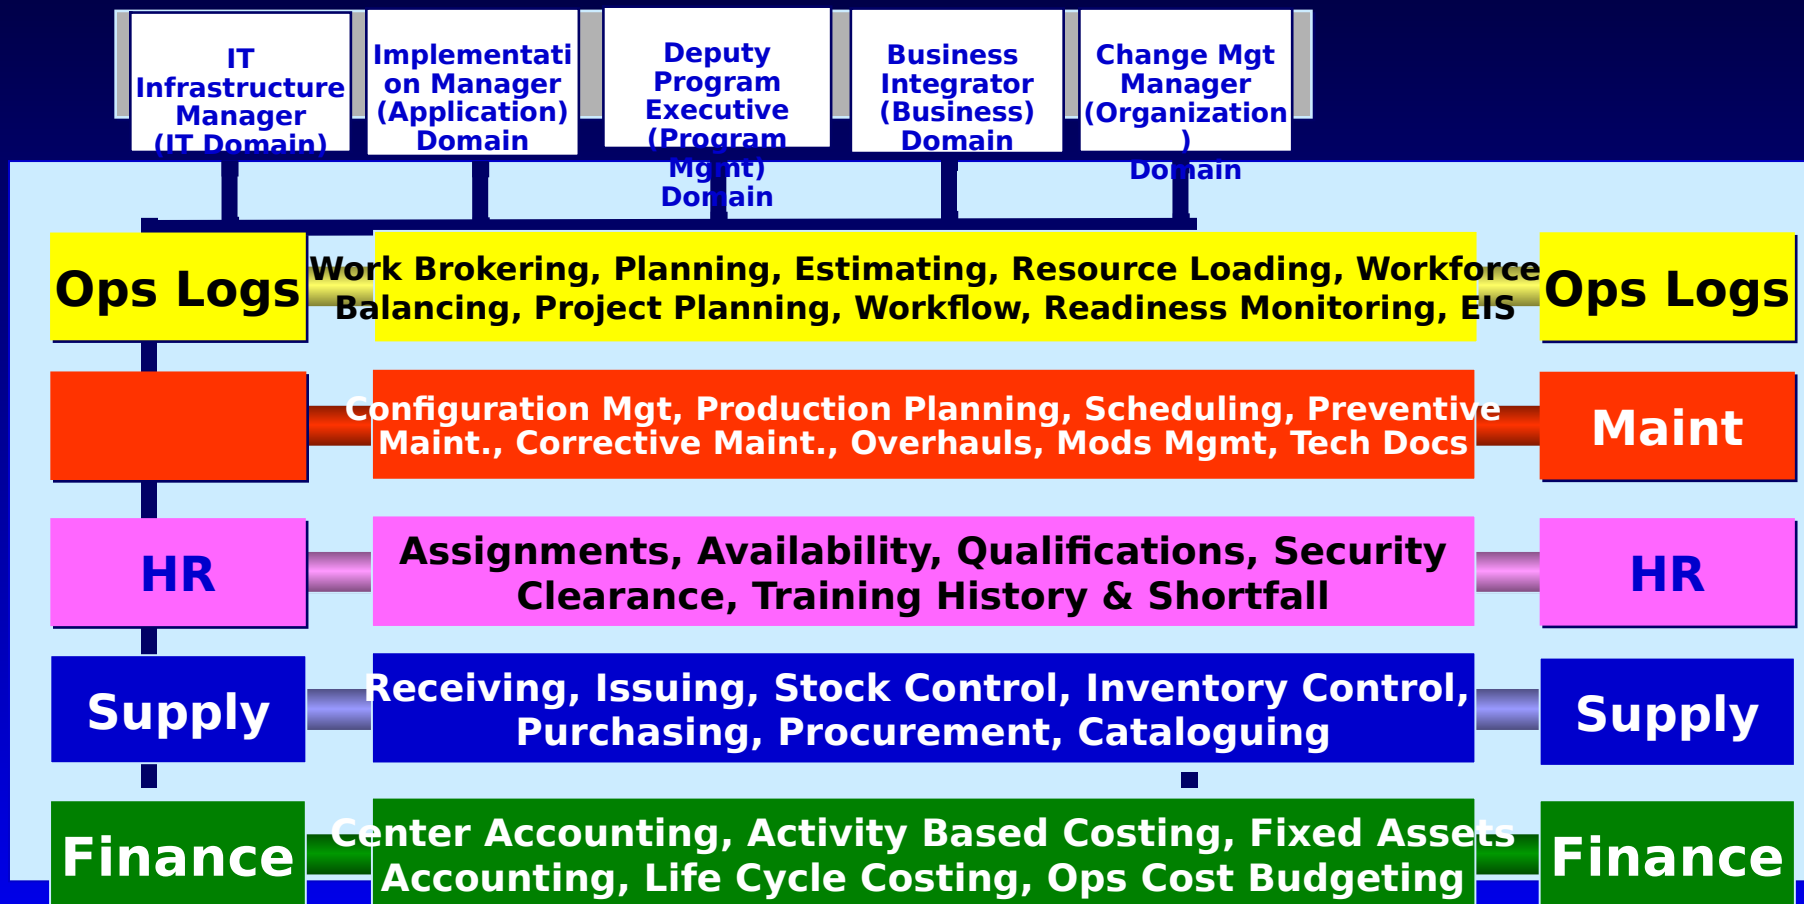 IT
Infrastructure
Manager
(IT Domain)
Implementati
on Manager
(Application)
Domain
Deputy
Program
Executive
(Program
Mgmt)
Domain
Business
Integrator
(Business)
Domain
Change Mgt
Manager
(Organization
)
Domain
Ops Logs
Work Brokering, Planning, Estimating, Resource Loading, Workforce
Balancing, Project Planning, Workflow, Readiness Monitoring, EIS
Ops Logs
Configuration Mgt, Production Planning, Scheduling, Preventive
Maint., Corrective Maint., Overhauls, Mods Mgmt, Tech Docs
Maint
HR
Assignments, Availability, Qualifications, Security
Clearance, Training History & Shortfall
HR
Supply
Receiving, Issuing, Stock Control, Inventory Control,
Purchasing, Procurement, Cataloguing
Supply
Finance
Center Accounting, Activity Based Costing, Fixed Assets
Accounting, Life Cycle Costing, Ops Cost Budgeting
Finance